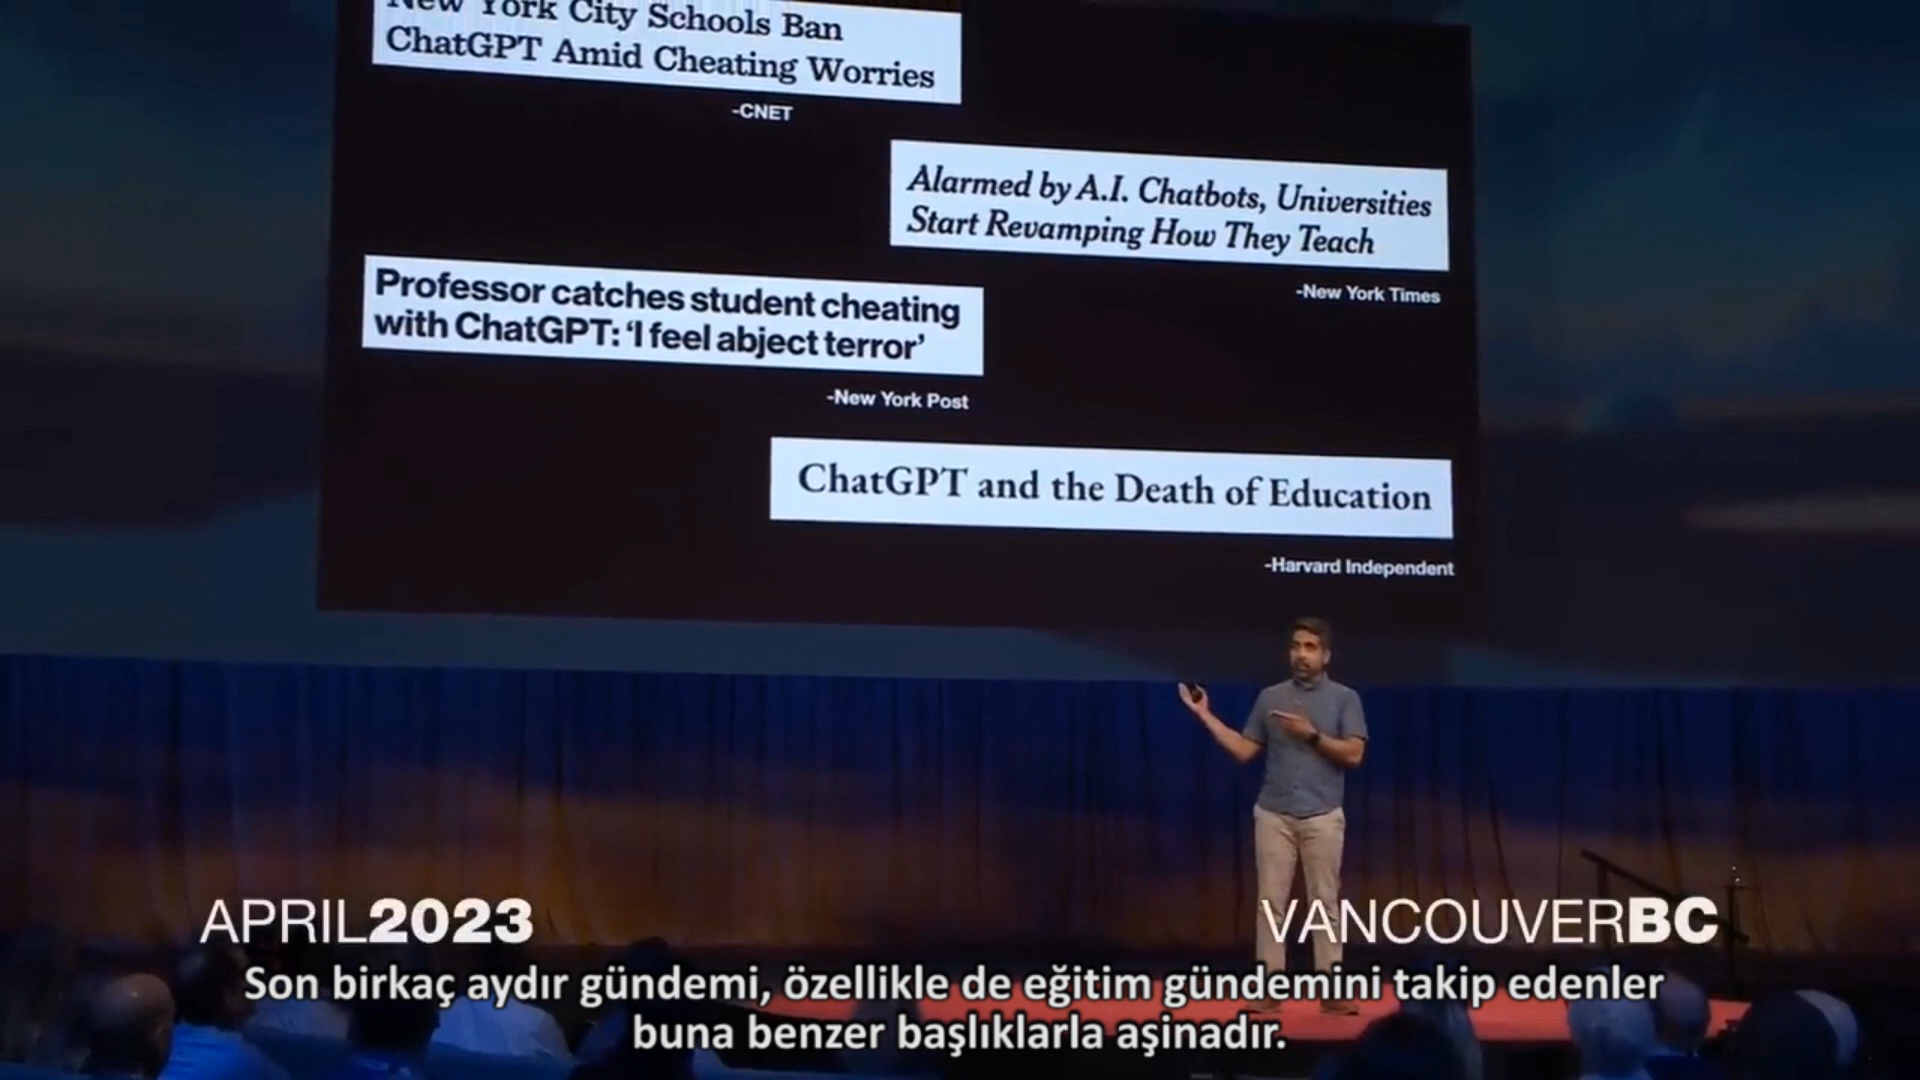 New York City Schools Ban
ChatGPT Amid Cheating Worries
-CNET
Alarmed by A.I. Chatbots, Universities
Start Revamping How They Teach
-New York Times
Professor catches student cheating
with ChatGPT: ‘I feel abject terror’
-New York Post
ChatGPT and the Death of Education
-Harvard Independent
APRIL2023
VANCOUVERBC
Son birkaç aydır gündemi, özellikle de eğitim gündemini takip edenler
buna benzer başlıklarla aşinadır.